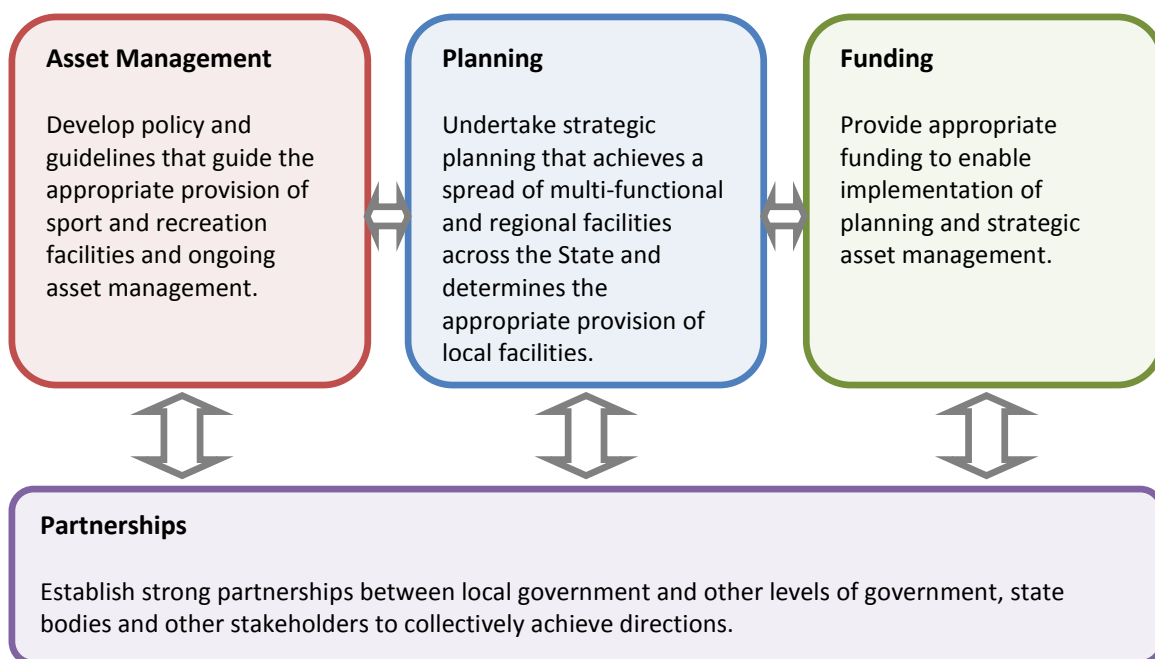 Asset Management
Develop policy and
guidelines that guide the
appropriate provision of
sport and recreation
facilities and ongoing
asset management.
Planning
Undertake strategic
planning that achieves a
spread of multi-functional
and regional facilities
across the State and
determines the
appropriate provision of
local facilities.
Funding
Provide appropriate
funding to enable
implementation of
planning and strategic
asset management.
Partnerships
Establish strong partnerships between local government and other levels of government, state
bodies and other stakeholders to collectively achieve directions.